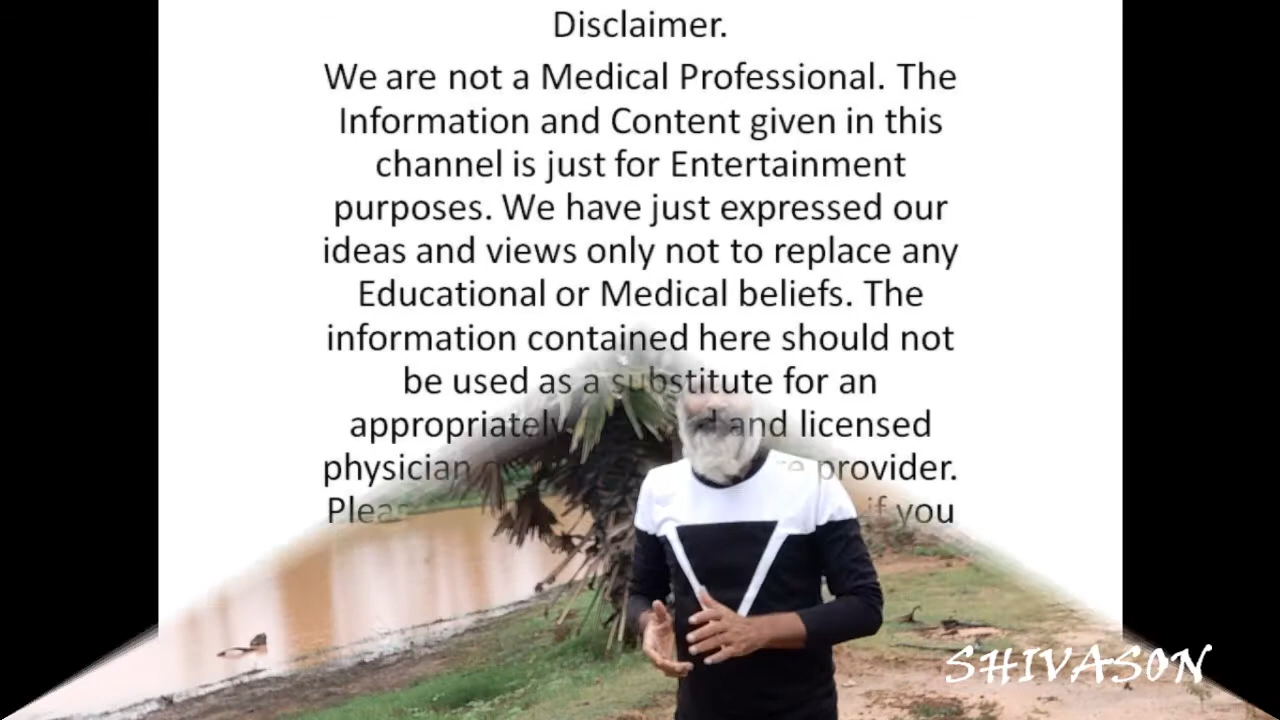 Disclaimer.
We are not a Medical Professional. The
Information and Content given in this
channel is just for Entertainment
purposes. We have just expressed our
ideas and views only not to replace any
Educational or Medical beliefs. The
information contained here should not
be used as a substitute for an
appropriately and licensed
physician provider.
if you
SHIVASON